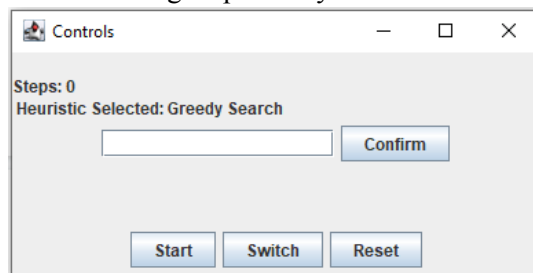 Controls
Steps: 0
Heuristic Selected: Greedy Search
Confirm
Start Switch Reset